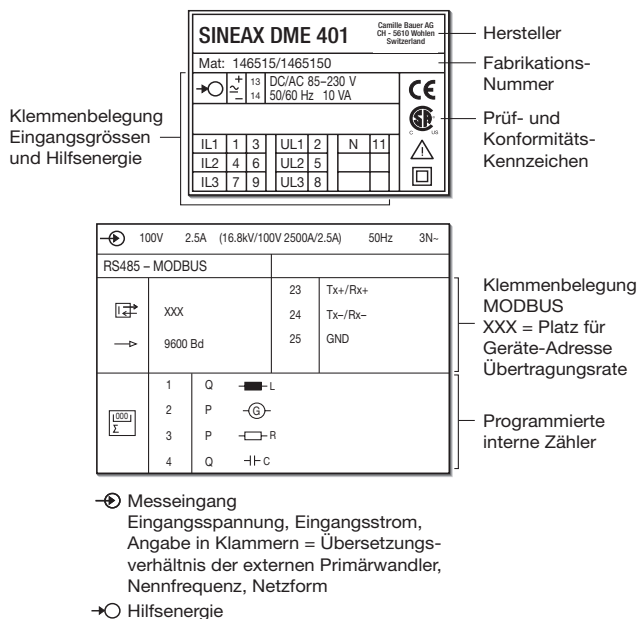 SINEAX DME 401
Camille Bauer AG
CH - 5610 Wohlen
Switzerland
Hersteller
Mat: 146515/1465150
Fabrikations-
Nummer
13 DC/AC 85–230 V
14 50/60 Hz 10 VA
CE
Klemmenbelegung
Eingangsgrössen
und Hilfsenergie
C US
Prüf- und
Konformitäts-
Kennzeichen
IL1 1 3 UL1 2 N 11
IL2 4 6 UL2 5
IL3 7 9 UL3 8
100V 2.5A (16.8kV/100V 2500A/2.5A) 50Hz 3N~
RS485 – MODBUS
23 Tx+/Rx+
XXX 24 Tx–/Rx–
9600 Bd 25 GND
Klemmenbelegung
MODBUS
XXX = Platz für
Geräte-Adresse
Übertragungsrate
1 Q L
000
Σ
2 P G
3 P R
4 Q C
Programmierte
interne Zähler
Messeingang
Eingangsspannung, Eingangsstrom,
Angabe in Klammern = Übersetzungs-
verhältnis der externen Primärwandler,
Nennfrequenz, Netzform
Hilfsenergie